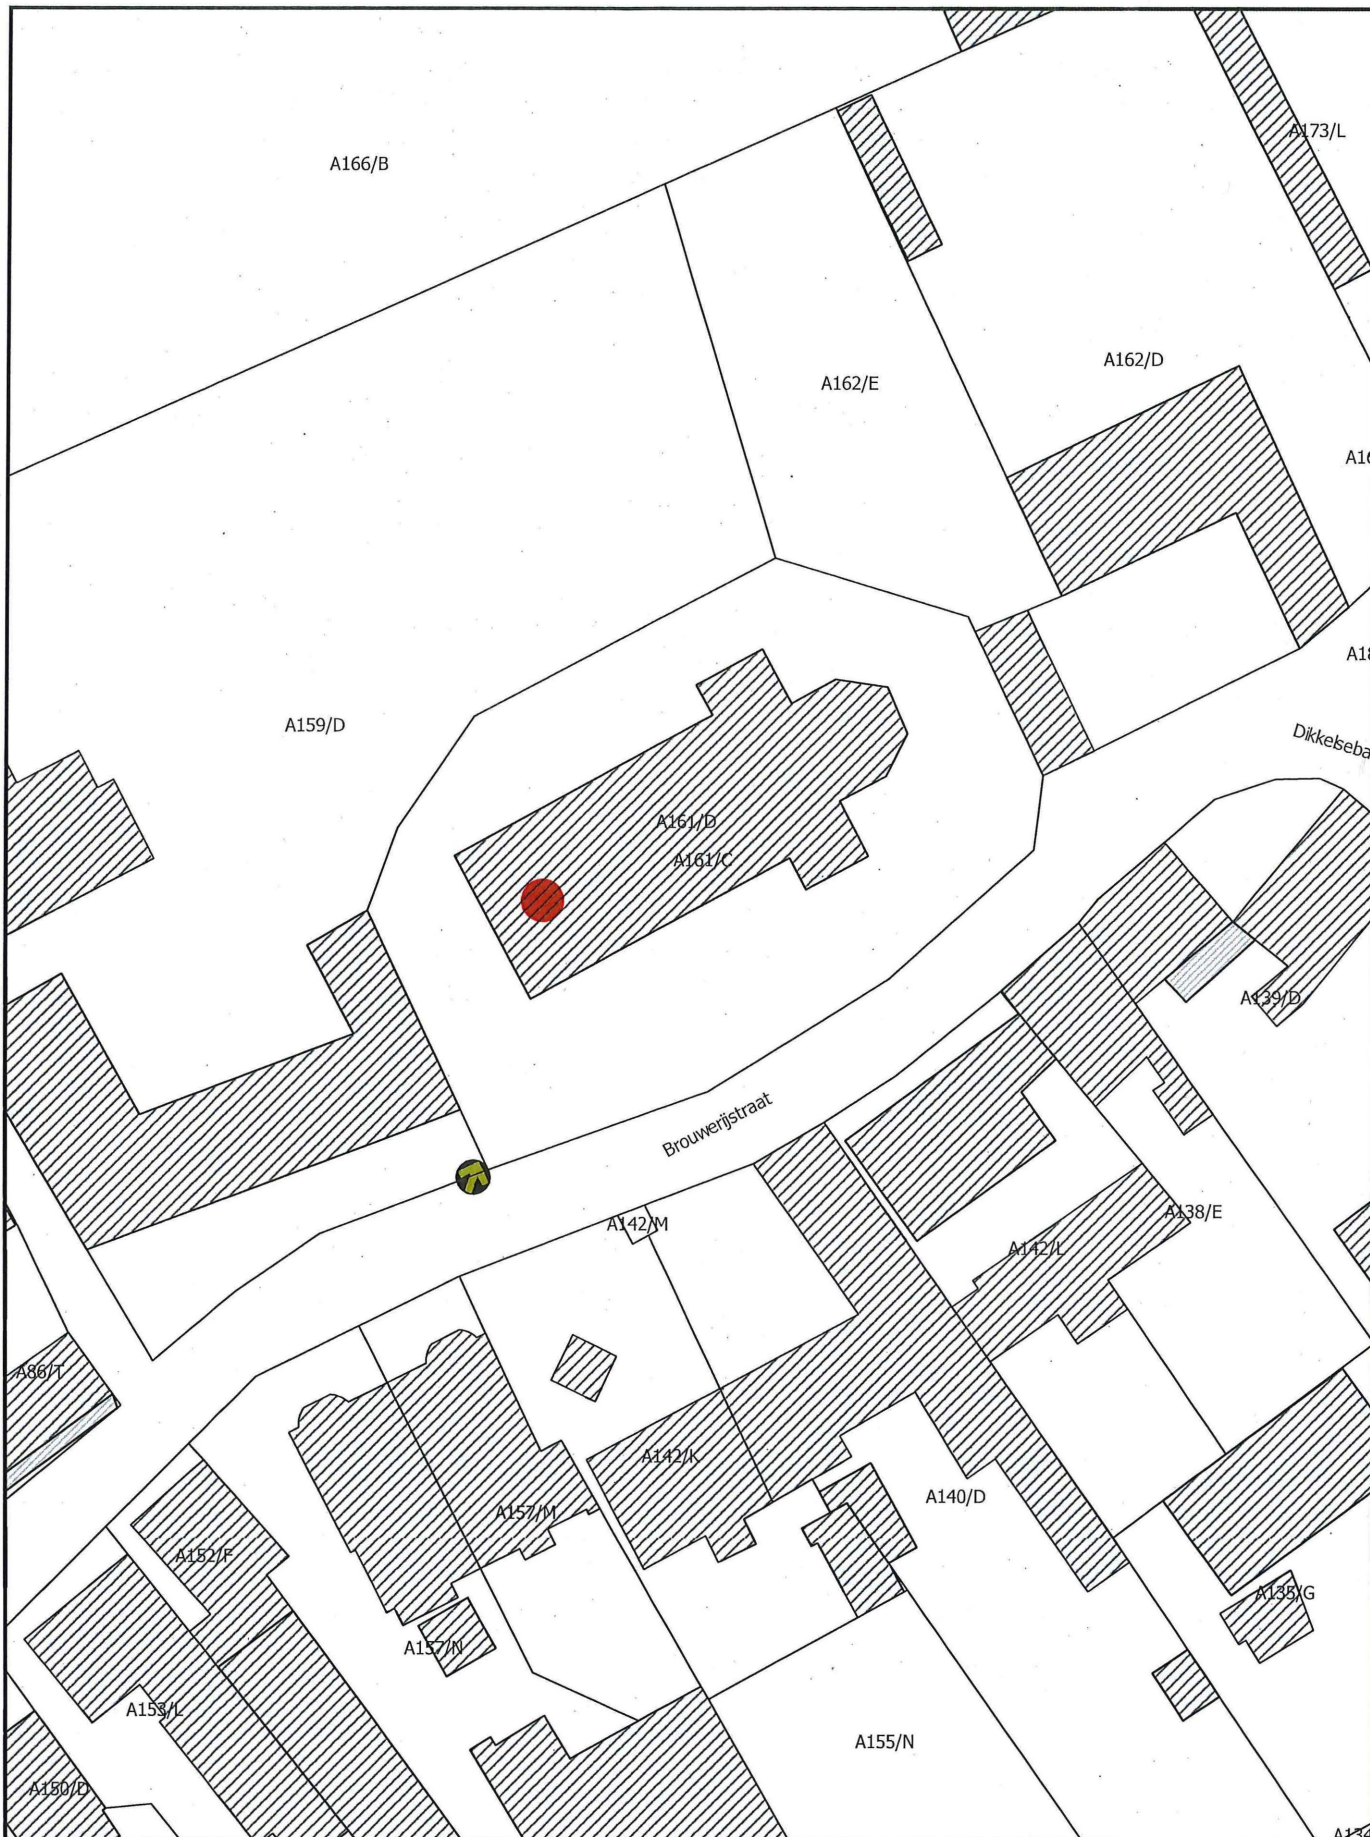 A173/L
A166/B
A162/D
A162/E
A159/D
Dikkelseba
A161/D
A161/C
A139/D
Brouwerijstraat
A142/M
A138/E
A142/L
A86/T
A142/K
A140/D
A157/M
A152/F
A135/G
A157/N
A153/L
A155/N
A150/D